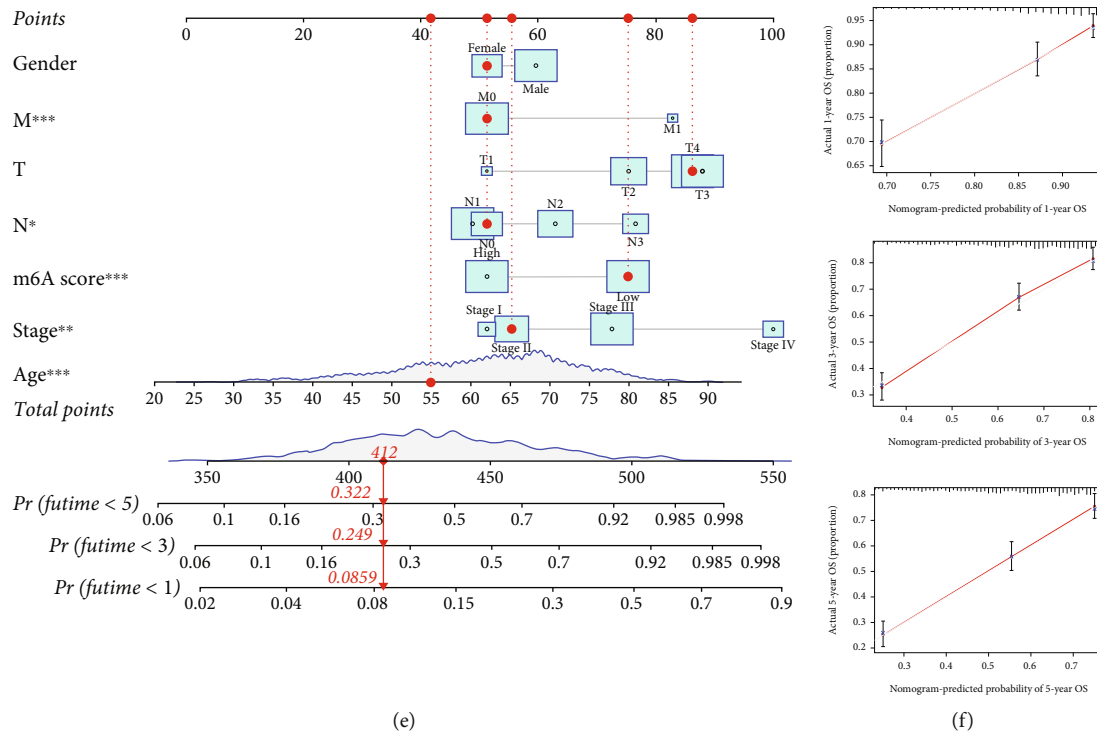 Points
0 20 40 60 80 100
Gender
Female
Male
M***
M0
M1
T
T1
T2
T4
T3
N*
N1
N0
N2
N3
m6A score***
High
Low
Stage**
Stage I
Stage II
Stage III
Stage IV
Age***
20 25 30 35 40 45 50 55 60 65 70 75 80 85 90
Total points
412
350 400 450 500 550
0.322
Pr (futime < 5)
0.06 0.1 0.16 0.3 0.5 0.7 0.92 0.985 0.998
0.249
Pr (futime < 3)
0.06 0.1 0.16 0.3 0.5 0.7 0.92 0.985 0.998
0.0859
Pr (futime < 1)
0.02 0.04 0.08 0.15 0.3 0.5 0.7 0.9
(e)
Actual 1-year OS (proportion)
0.95
0.90
0.85
0.80
0.75
0.70
0.65
0.70 0.75 0.80 0.85 0.90
Nomogram-predicted probability of 1-year OS
Actual 3-year OS (proportion)
0.8
0.7
0.6
0.5
0.4
0.3
0.4 0.5 0.6 0.7 0.8
Nomogram-predicted probability of 3-year OS
Actual 5-year OS (proportion)
0.8
0.7
0.6
0.5
0.4
0.3
0.2
0.3 0.4 0.5 0.6 0.7
Nomogram-predicted probability of 5-year OS
(f)